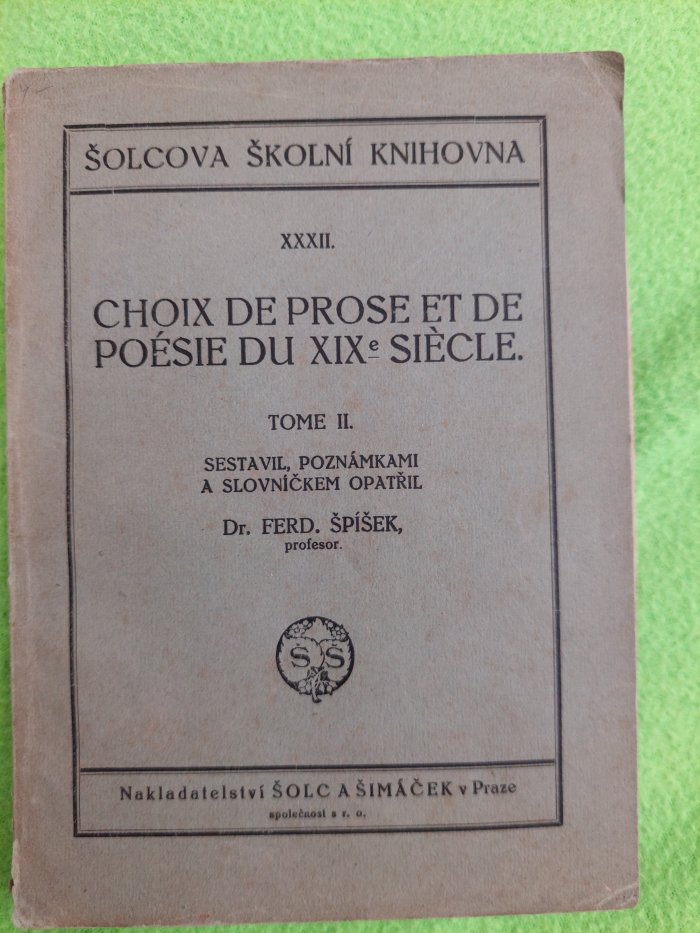 ŠOLCOVA ŠKOLNÍ KNIHOVNA
XXXII.
CHOIX DE PROSE ET DE
POÉSIE DU XIXe SIÈCLE.
TOME II.
SESTAVIL, POZNÁMKAMI
A SLOVNÍČKEM OPATŘIL
Dr. FERD. ŠPÍŠEK,
profesor.
Š Š
Nakladatelství ŠOLC A ŠIMÁČEK v Praze
společnost s r. o.